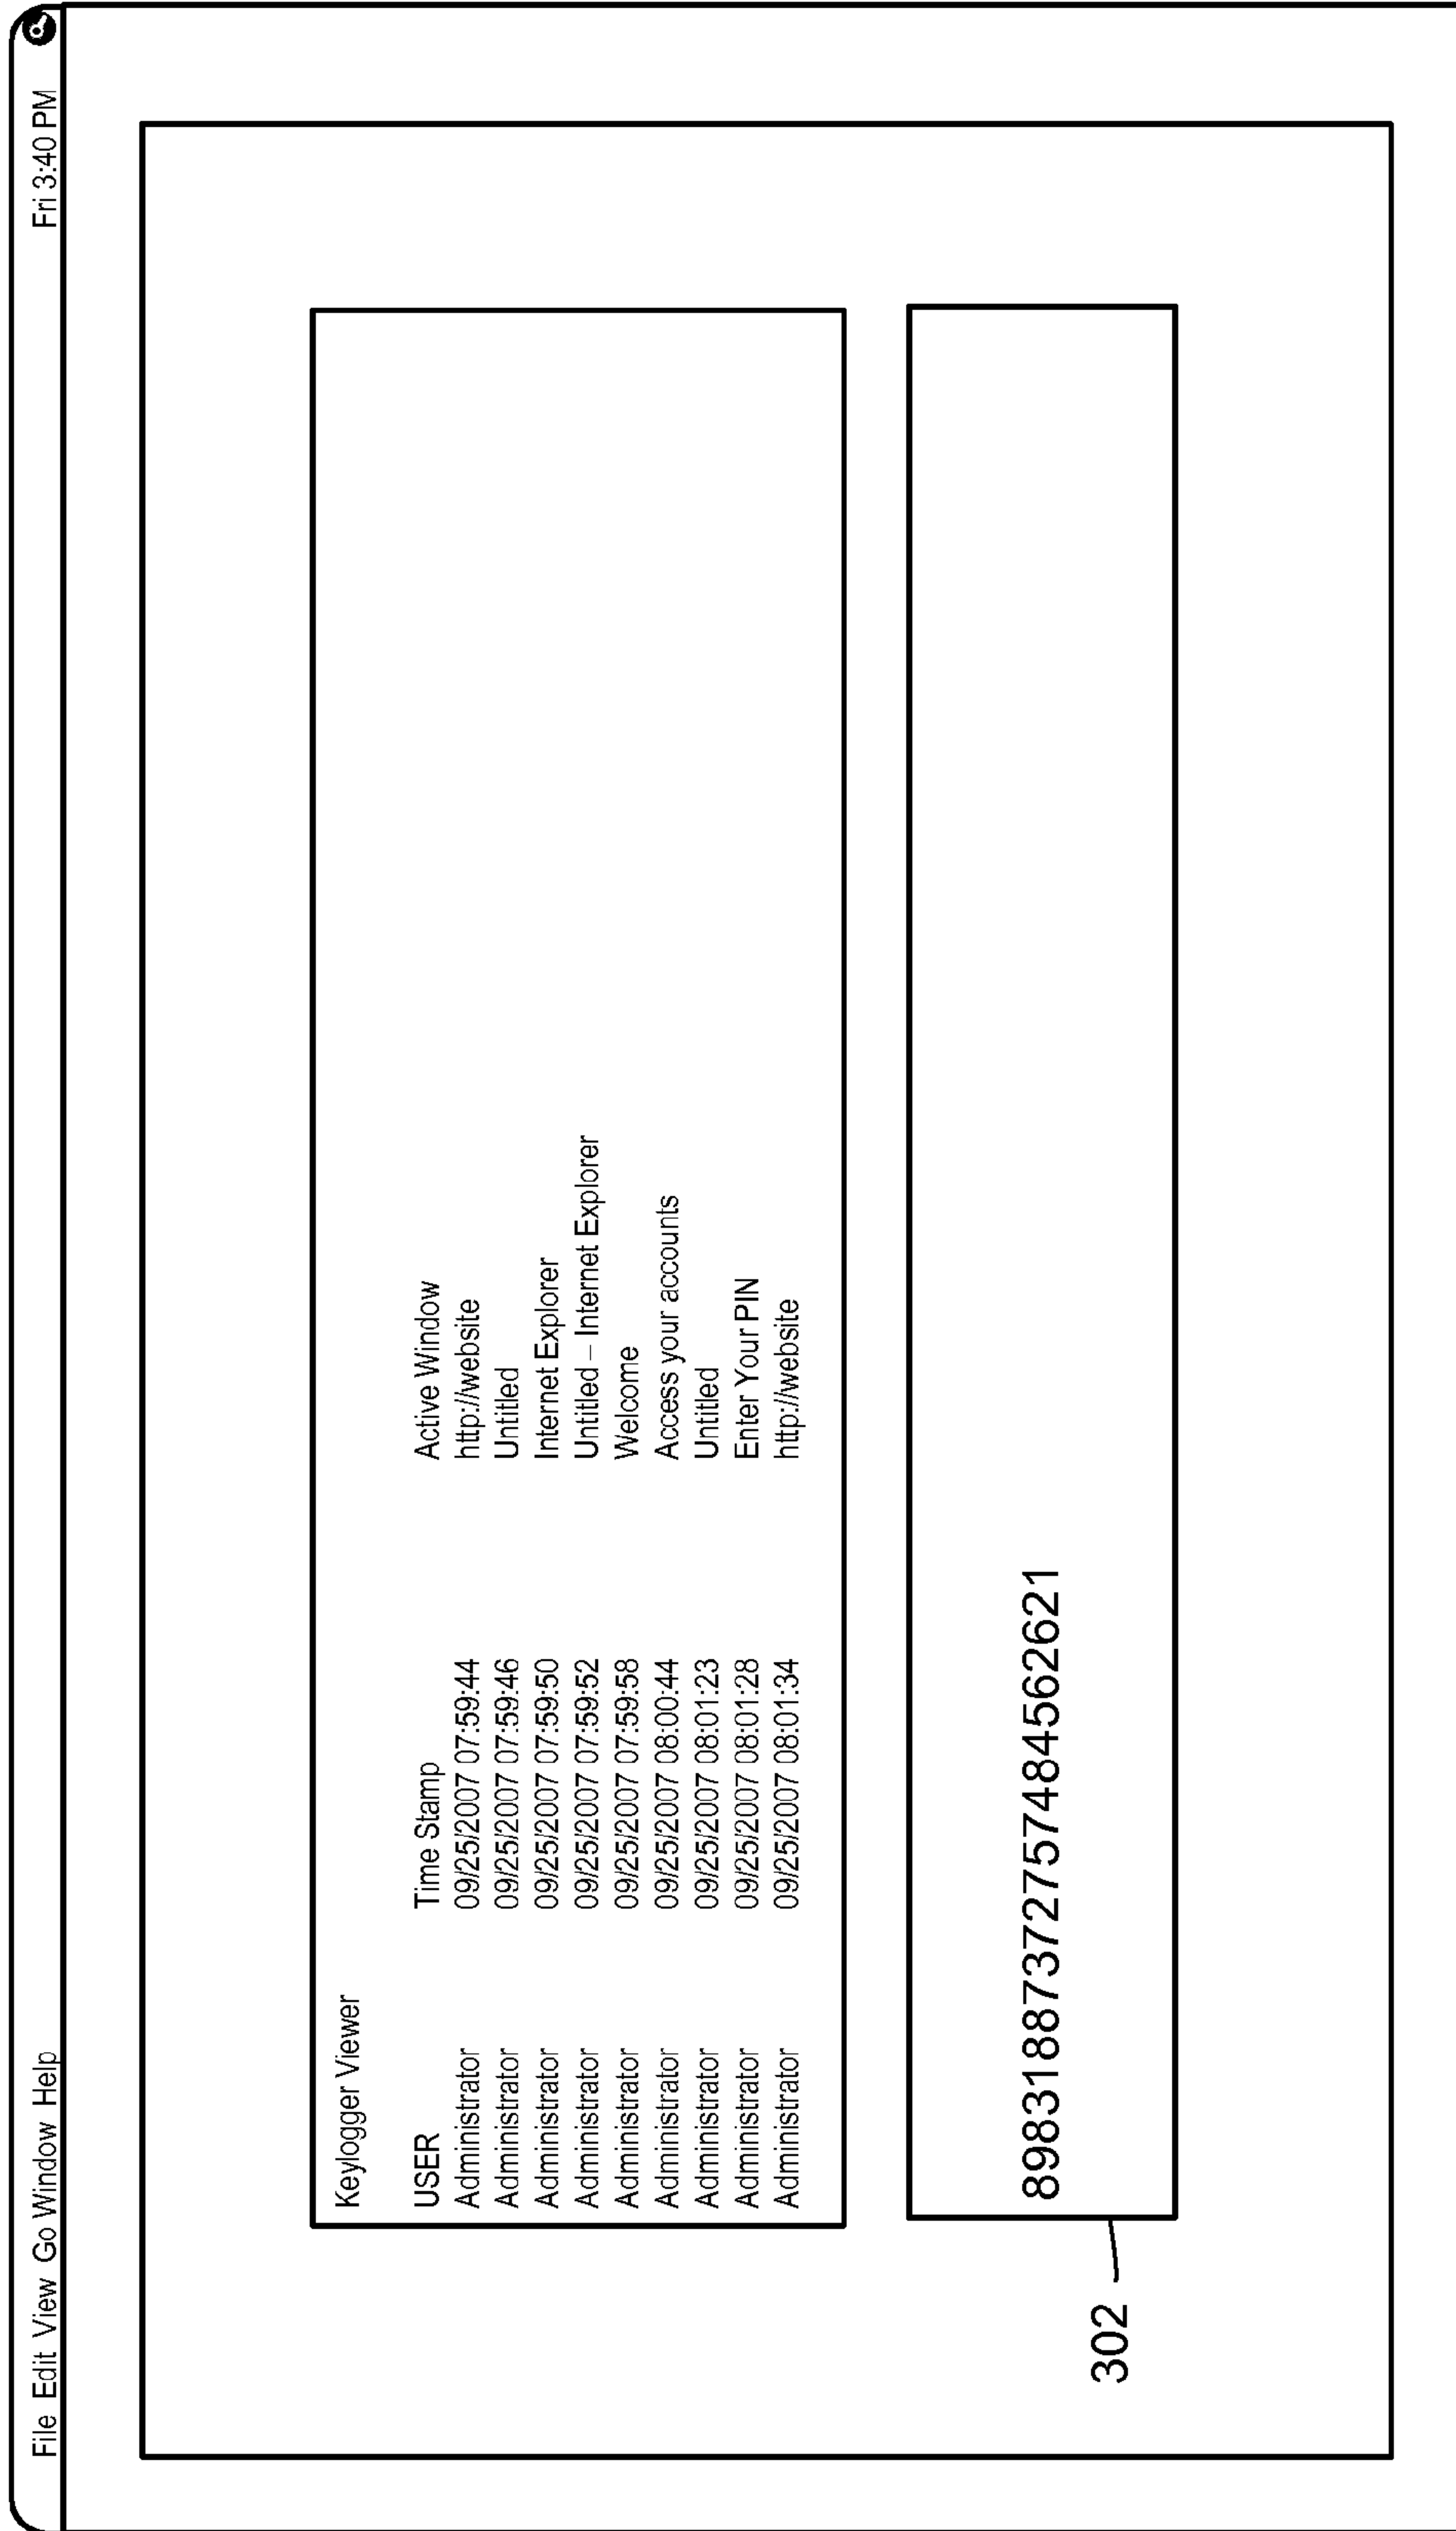 File Edit View Go Window Help Fri 3:40 PM
Keylogger Viewer
USER Time Stamp Active Window
Administrator 09/25/2007 07:59:44 http://website
Administrator 09/25/2007 07:59:46 Untitled
Administrator 09/25/2007 07:59:50 Internet Explorer
Administrator 09/25/2007 07:59:52 Untitled – Internet Explorer
Administrator 09/25/2007 07:59:58 Welcome
Administrator 09/25/2007 08:00:44 Access your accounts
Administrator 09/25/2007 08:01:23 Untitled
Administrator 09/25/2007 08:01:28 Enter Your PIN
Administrator 09/25/2007 08:01:34 http://website
89831887372757484562621
302